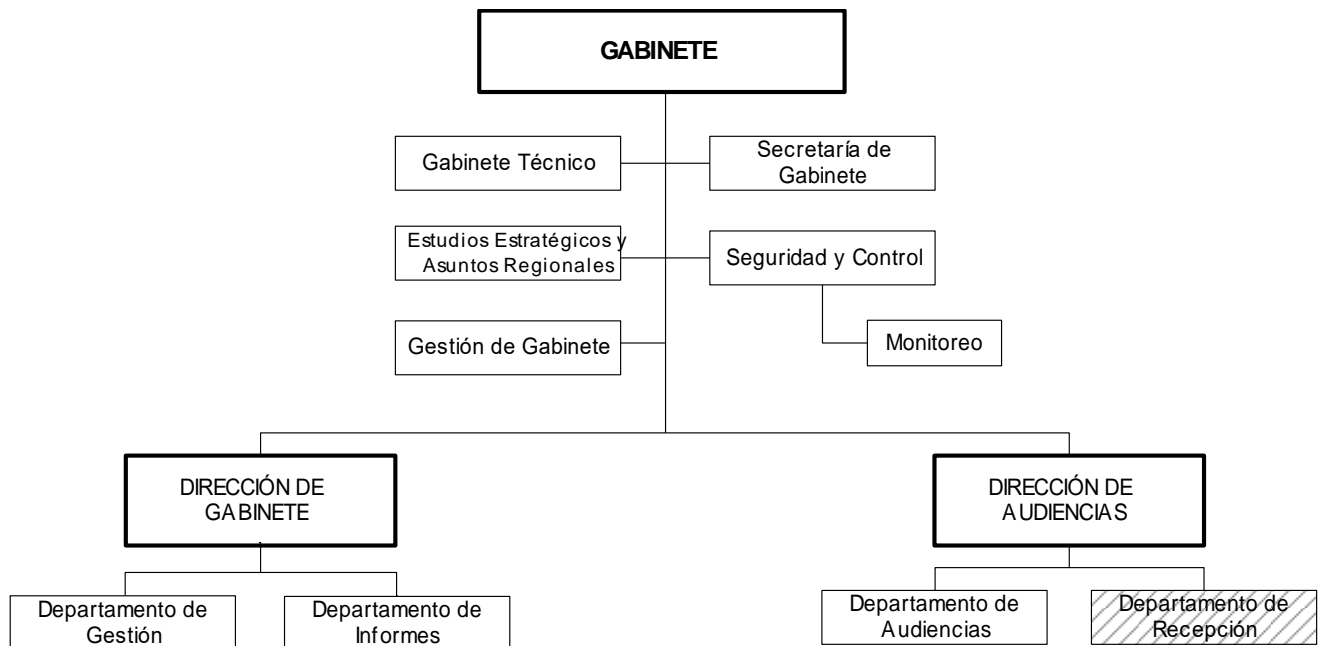 GABINETE
Gabinete Técnico
Secretaría de
Gabinete
Estudios Estratégicos y
Asuntos Regionales
Seguridad y Control
Gestión de Gabinete
Monitoreo
DIRECCIÓN DE
GABINETE
DIRECCIÓN DE
AUDIENCIAS
Departamento de
Gestión
Departamento de
Informes
Departamento de
Audiencias
Departamento de
Recepción